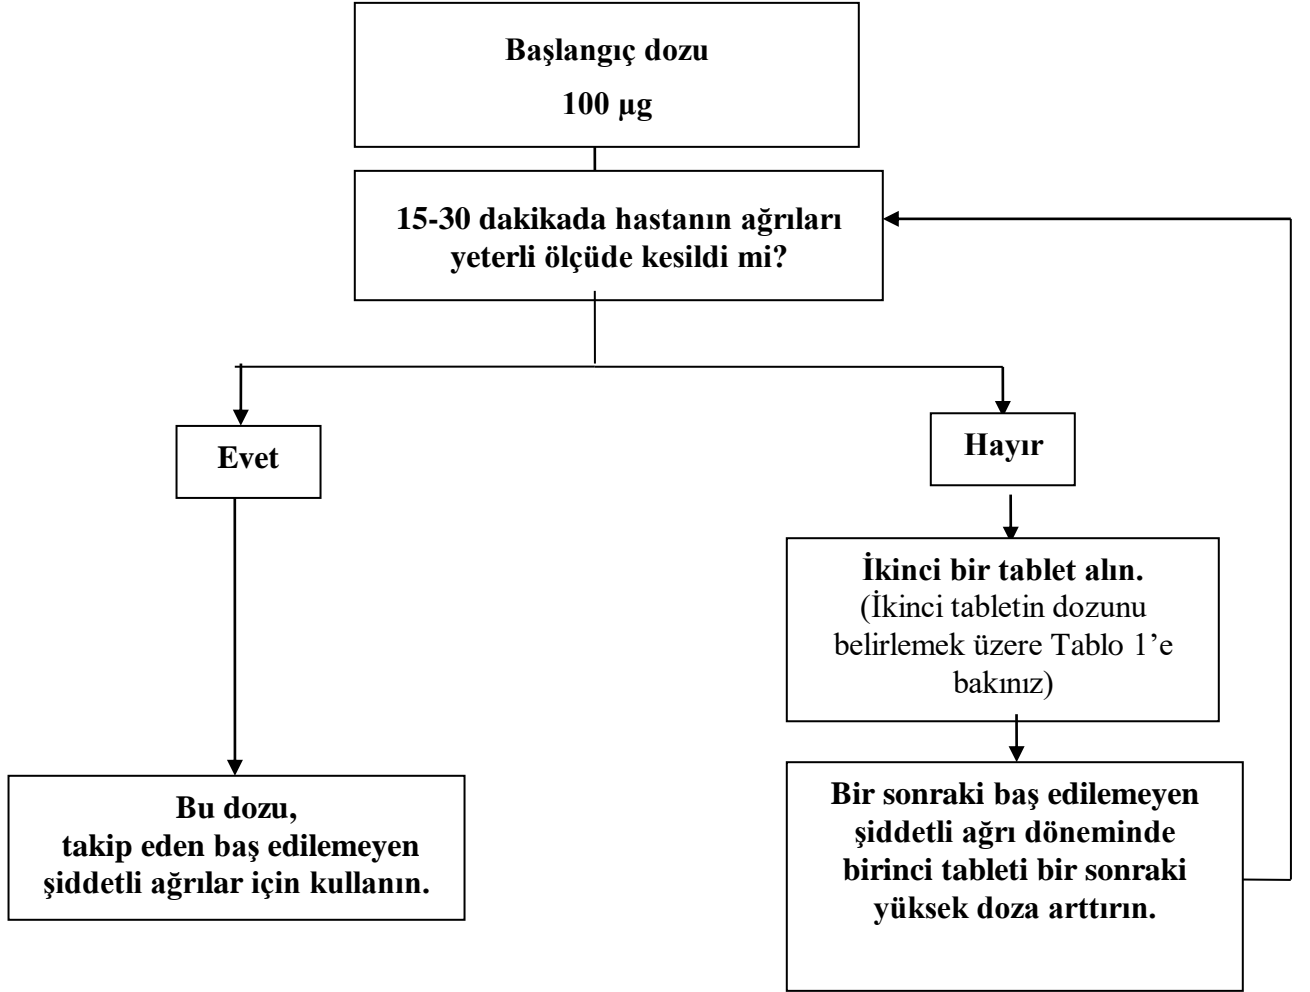 Başlangıç dozu
100 µg
15-30 dakikada hastanın ağrıları
yeterli ölçüde kesildi mi?
Evet
Hayır
İkinci bir tablet alın.
(İkinci tabletin dozunu
belirlemek üzere Tablo 1’e
bakınız)
Bu dozu,
takip eden baş edilemeyen
şiddetli ağrılar için kullanın.
Bir sonraki baş edilemeyen
şiddetli ağrı döneminde
birinci tableti bir sonraki
yüksek doza arttırın.